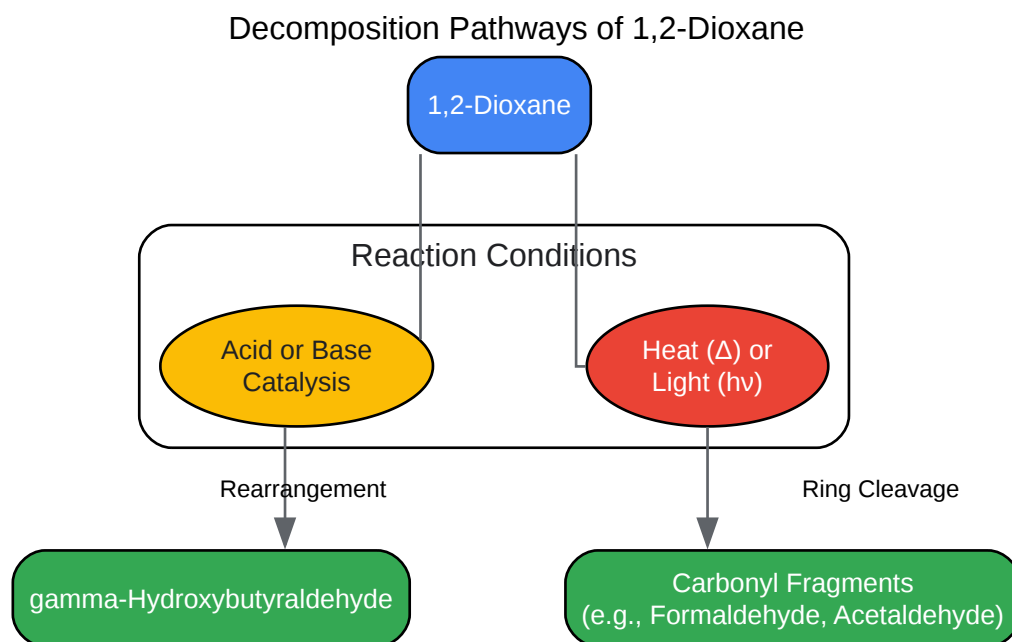 Decomposition Pathways of 1,2-Dioxane
1,2-Dioxane
Reaction Conditions
Acid or Base
Catalysis
Heat (Δ) or
Light (hν)
Rearrangement
Ring Cleavage
gamma-Hydroxybutyraldehyde
Carbonyl Fragments
(e.g., Formaldehyde, Acetaldehyde)